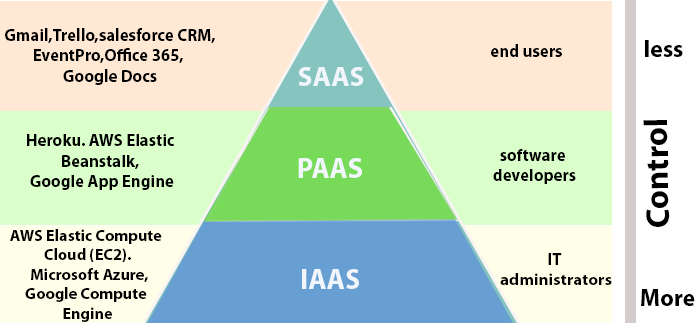 Gmail,Trello,salesforce CRM,
EventPro,Office 365,
Google Docs
SAAS
end users
less
Heroku. AWS Elastic
Beanstalk,
Google App Engine
PAAS
software
developers
Control
AWS Elastic Compute
Cloud (EC2).
Microsoft Azure,
Google Compute
Engine
IAAS
IT
administrators
More